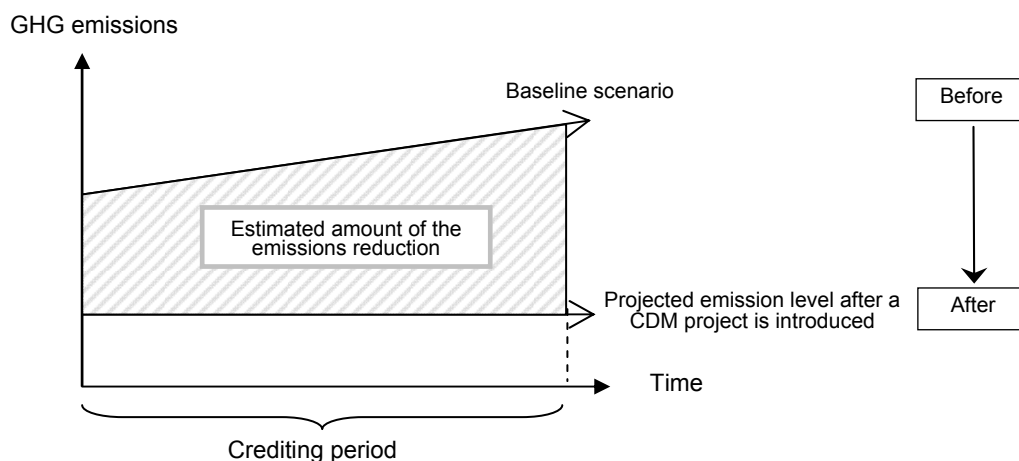 GHG emissions
Baseline scenario
Before
Estimated amount of the
emissions reduction
Projected emission level after a
CDM project is introduced
After
Time
Crediting period